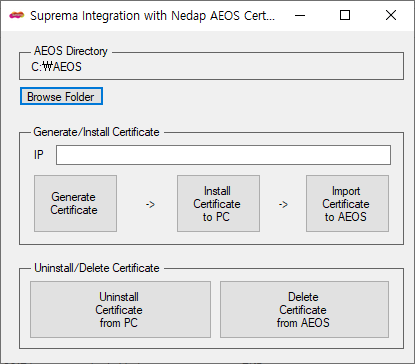 Suprema Integration with Nedap AEOS Cert...
AEOS Directory
C:₩AEOS
Browse Folder
Generate/Install Certificate
IP
Generate
Certificate
->
Install
Certificate
to PC
->
Import
Certificate
to AEOS
Uninstall/Delete Certificate
Uninstall
Certificate
from PC
Delete
Certificate
from AEOS